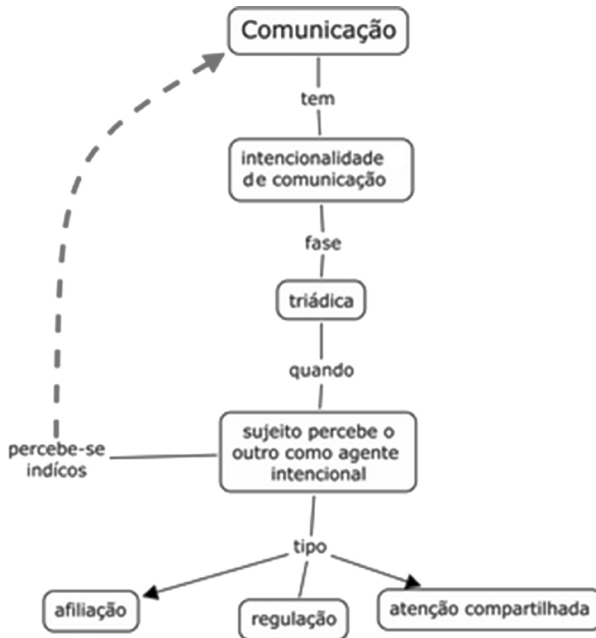 Comunicação
tem
intencionalidade
de comunicação
fase
triádica
quando
sujeito percebe o
outro como agente
intencional
percebe-se
indícos
tipo
afiliação
regulação
atenção compartilhada